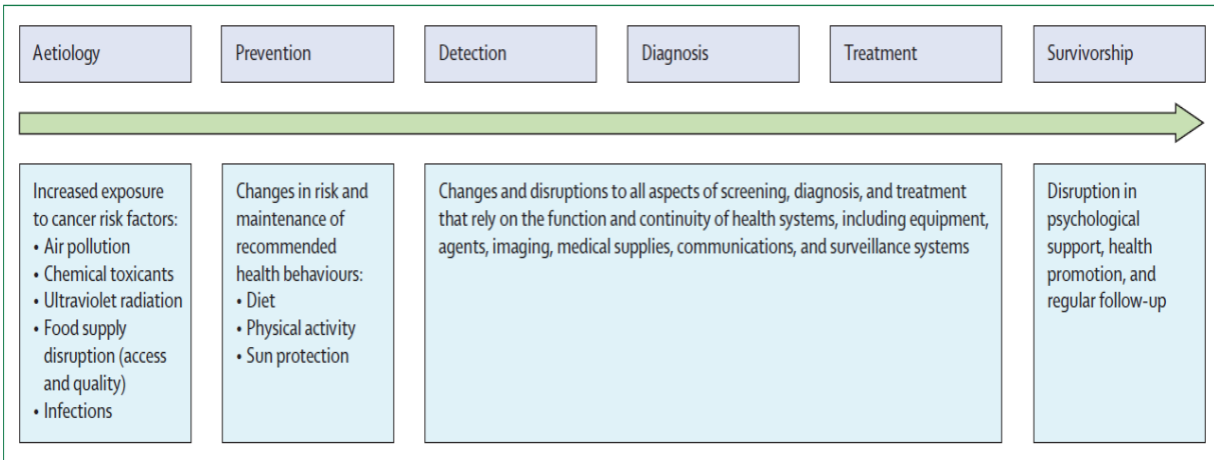 Aetiology
Prevention
Detection
Diagnosis
Treatment
Survivorship
Increased exposure
to cancer risk factors:
• Air pollution
• Chemical toxicants
• Ultraviolet radiation
• Food supply
disruption (access
and quality)
• Infections
Changes in risk and
maintenance of
recommended
health behaviours:
• Diet
• Physical activity
• Sun protection
Changes and disruptions to all aspects of screening, diagnosis, and treatment
that rely on the function and continuity of health systems, including equipment,
agents, imaging, medical supplies, communications, and surveillance systems
Disruption in
psychological
support, health
promotion, and
regular follow-up